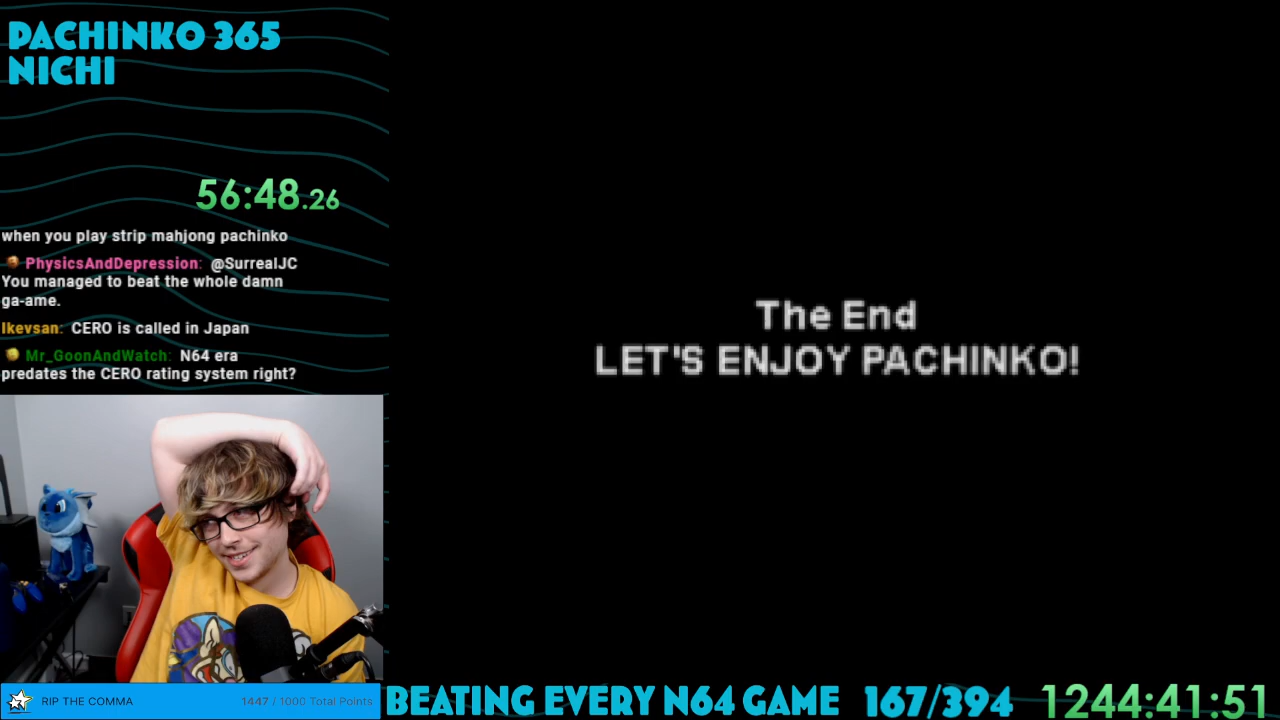 PACHINKO 365
NICHI
56:48.26
when you play strip mahjong pachinko
PhysicsAndDepression: @SurrealJC
You managed to beat the whole damn
ga-ame.
Ikevsan: CERO is called in Japan
Mr_GoonAndWatch: N64 era
predates the CERO rating system right?
The End
LET'S ENJOY PACHINKO!
RIP THE COMMA 1447 / 1000 Total Points
BEATING EVERY N64 GAME 167/394 1244:41:51